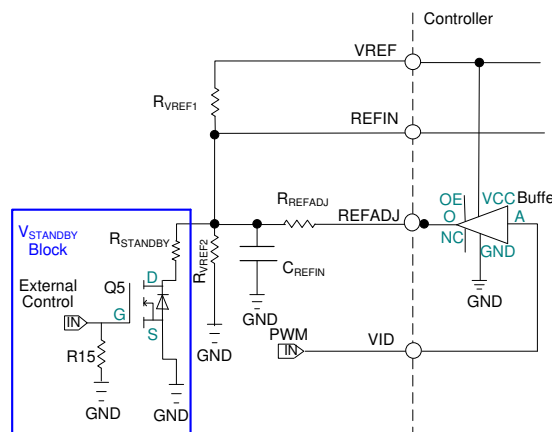 Controller
VREF
RVREF1
REFIN
RREFADJ
REFADJ
OE
O
NC
VCC
Buffe
A
GND
GND
VSTANDBY
Block
RSTANDBY
RVREF2
CREFIN
GND
GND
External
Control
IN
Q5
D
G
S
R15
GND
GND
PWM
IN
VID